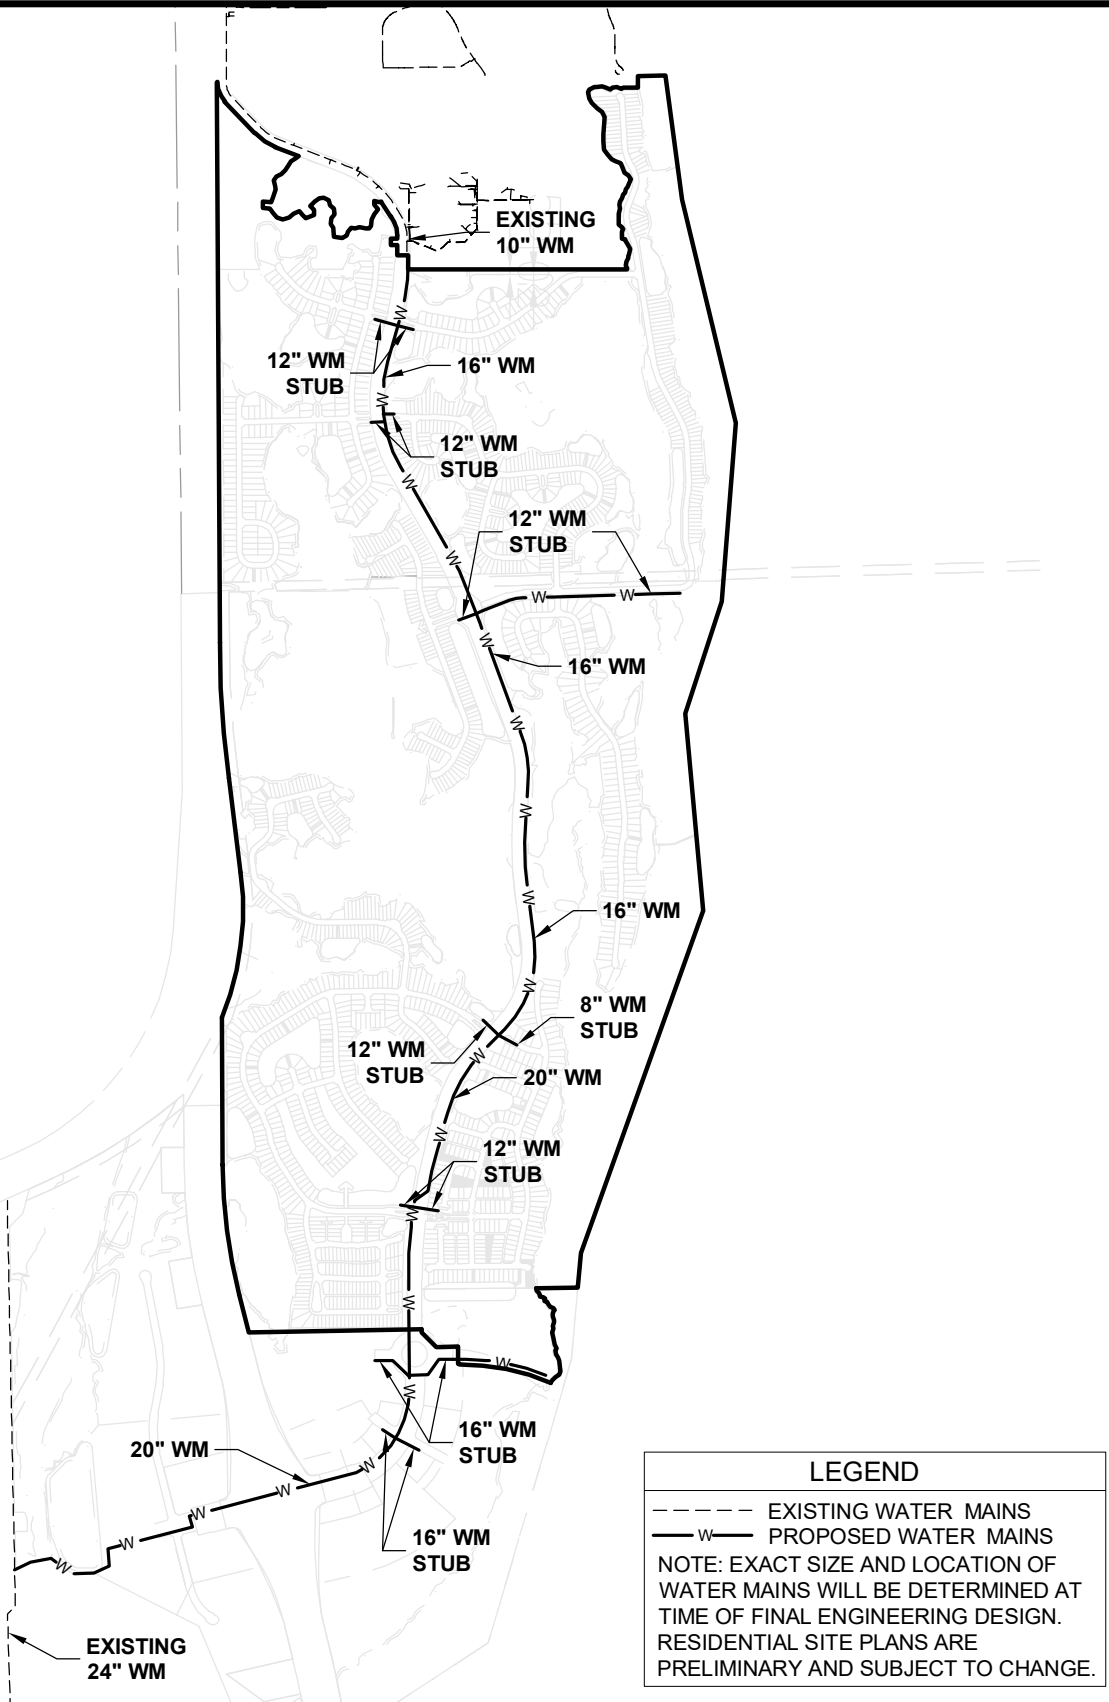 EXISTING
10" WM
W
12" WM
STUB
16" WM
W
12" WM
STUB
W
12" WM
STUB
W
W
W
W
16" WM
W
W
W
16" WM
W
8" WM
STUB
12" WM
STUB
W
20" WM
W
12" WM
STUB
W
W
W
W
16" WM
STUB
20" WM
W
W
W
16" WM
STUB
W
W
EXISTING
24" WM
LEGEND
EXISTING WATER MAINS
W PROPOSED WATER MAINS
NOTE: EXACT SIZE AND LOCATION OF
WATER MAINS WILL BE DETERMINED AT
TIME OF FINAL ENGINEERING DESIGN.
RESIDENTIAL SITE PLANS ARE
PRELIMINARY AND SUBJECT TO CHANGE.